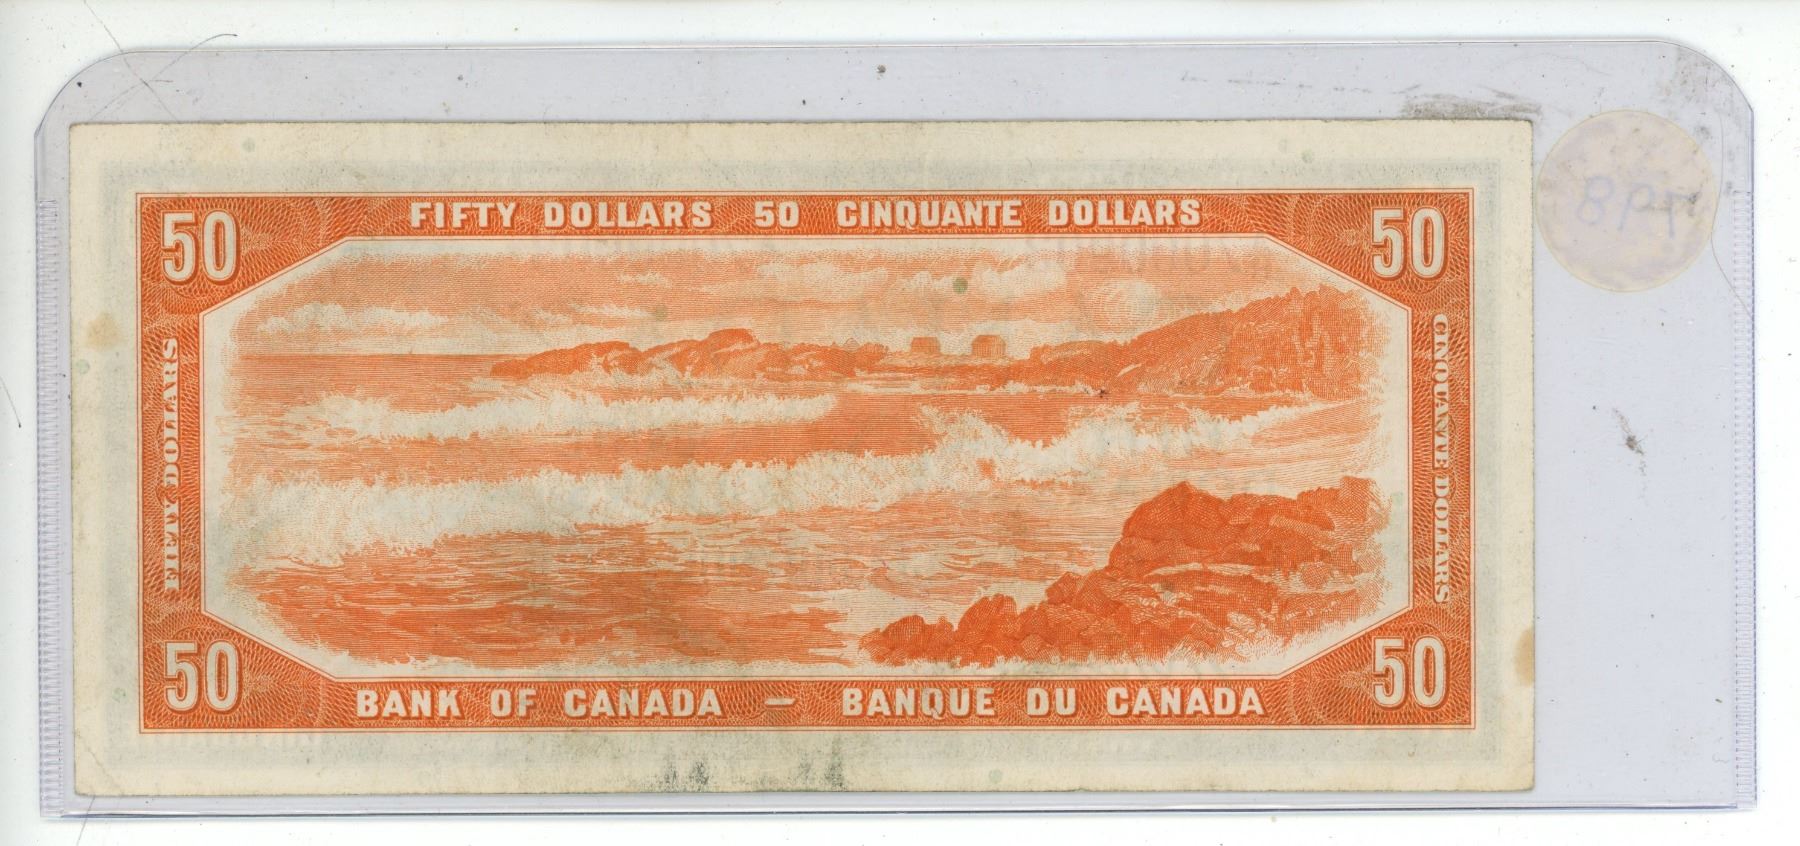 50
FIFTY DOLLARS 50 CINQUANTE DOLLARS
50
BPT
FIFTY DOLLARS
CINQUANTE DOLLARS
50
BANK OF CANADA – BANQUE DU CANADA
50